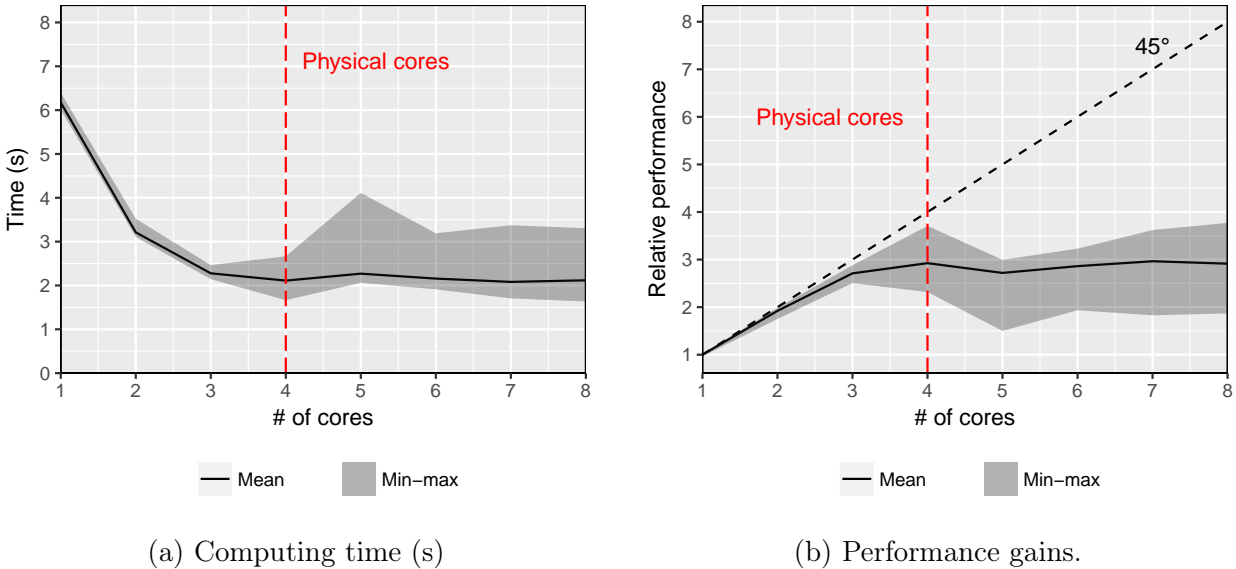 8
7
6
5
4
3
2
1
0
Time (s)
Physical cores
1 2 3 4 5 6 7 8
# of cores
Mean Min−max
(a) Computing time (s)
8
7
6
5
4
3
2
1
Relative performance
45°
Physical cores
1 2 3 4 5 6 7 8
# of cores
Mean Min−max
(b) Performance gains.